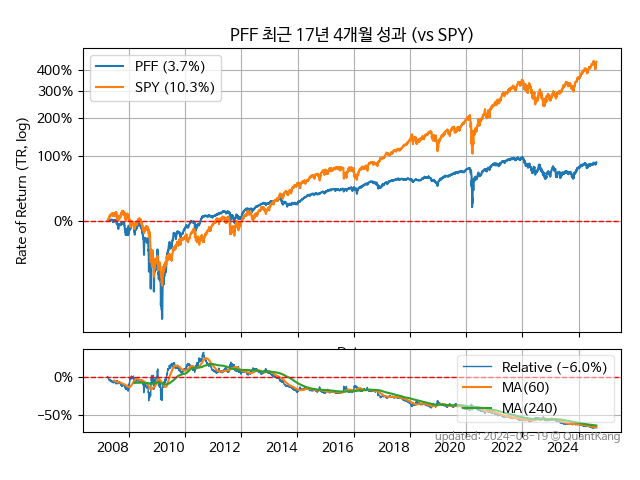 PFF 최근 17년 4개월 성과 (vs SPY)
PFF (3.7%)
SPY (10.3%)
400%
300%
200%
100%
0%
Rate of Return (TR, log)
Relative (−6.0%)
MA(60)
MA(240)
0%
−50%
2008 2010 2012 2014 2016 2018 2020 2022 2024
updated: 2024-08-19 © QuantKang